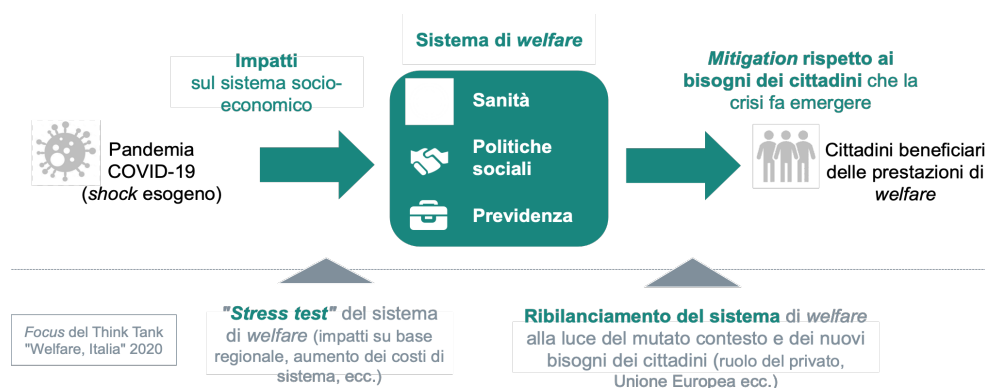 Sistema di welfare
Impatti
sul sistema socio-
economico
Mitigation rispetto ai
bisogni dei cittadini che la
crisi fa emergere
Sanità
Pandemia
COVID-19
(shock esogeno)
Politiche
sociali
Cittadini beneficiari
delle prestazioni di
welfare
Previdenza
"Stress test" del sistema
di welfare (impatti su base
regionale, aumento dei costi di
sistema, ecc.)
Ribilanciamento del sistema di welfare
alla luce del mutato contesto e dei nuovi
bisogni dei cittadini (ruolo del privato,
Unione Europea ecc.)
Focus del Think Tank
"Welfare, Italia" 2020